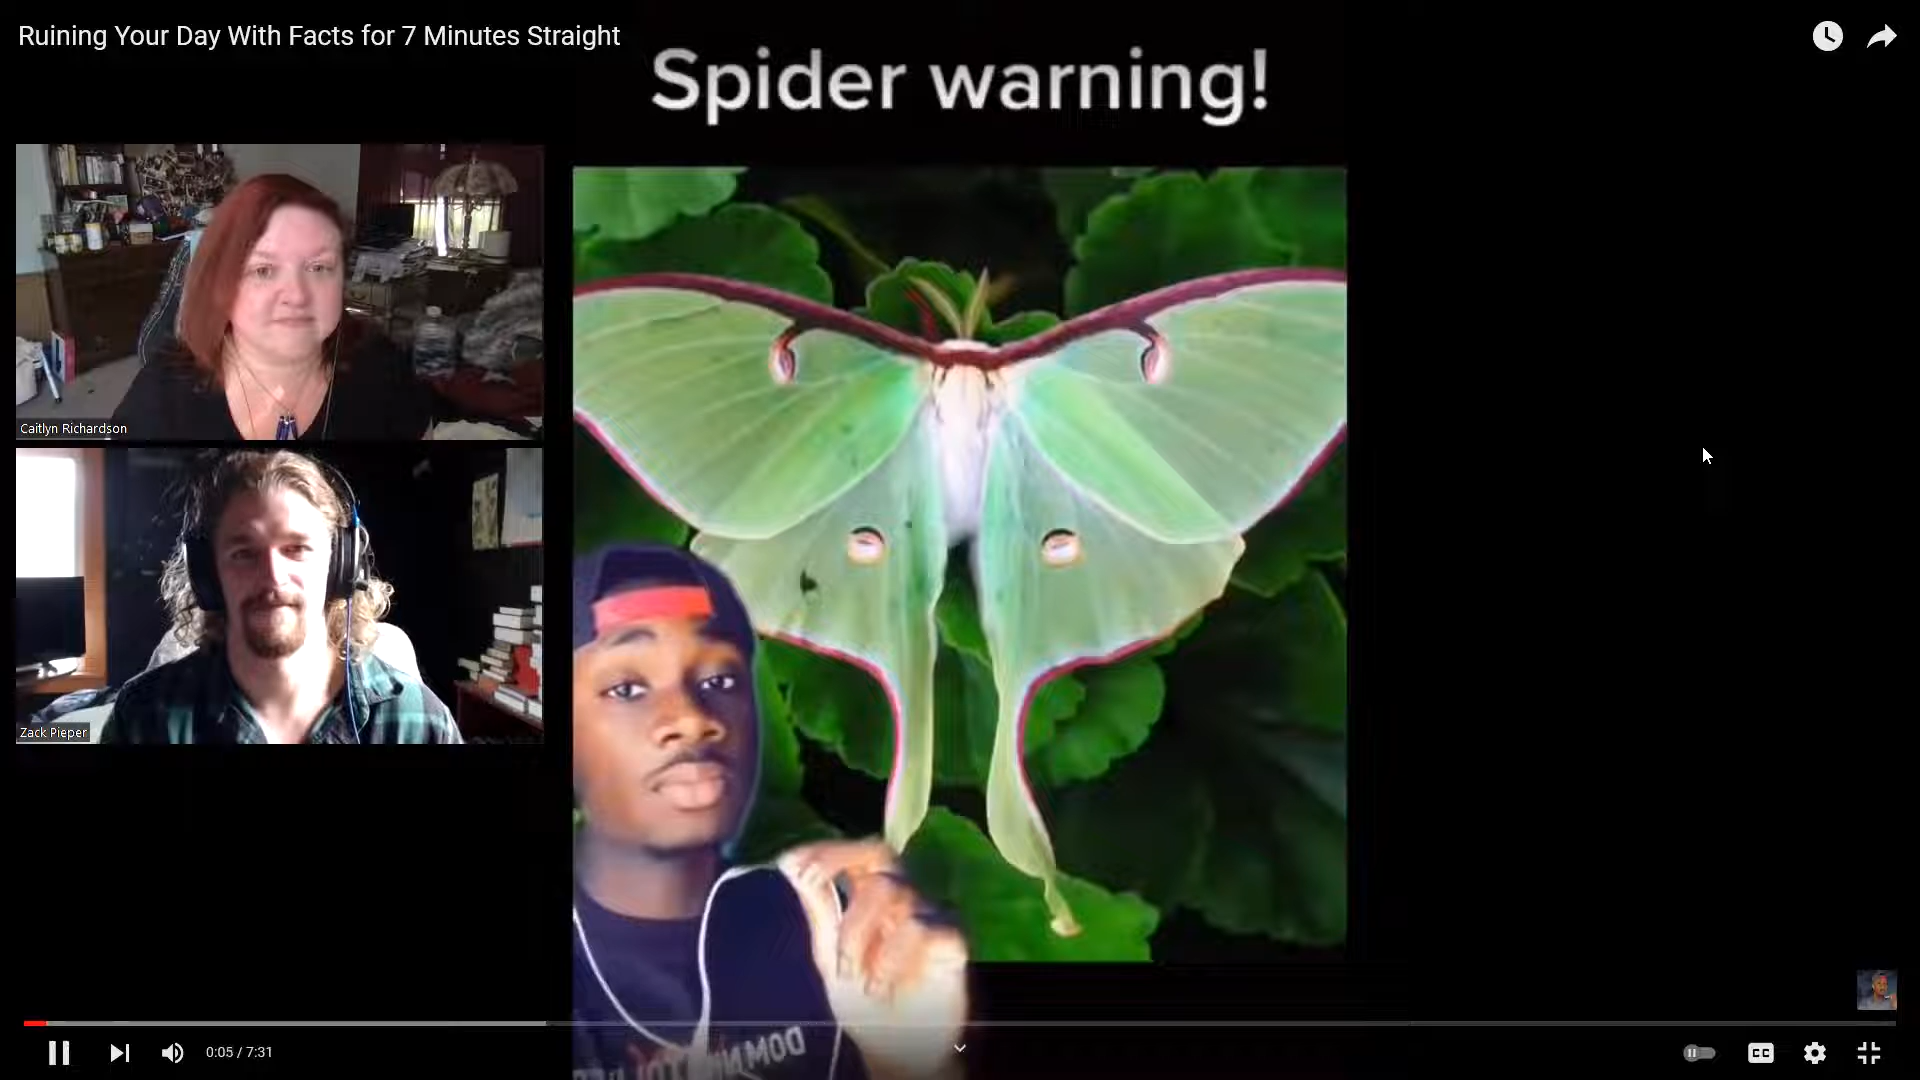 Ruining Your Day With Facts for 7 Minutes Straight
Spider warning!
Caitlyn Richardson
Zack Pieper
0:05 / 7:31
CC